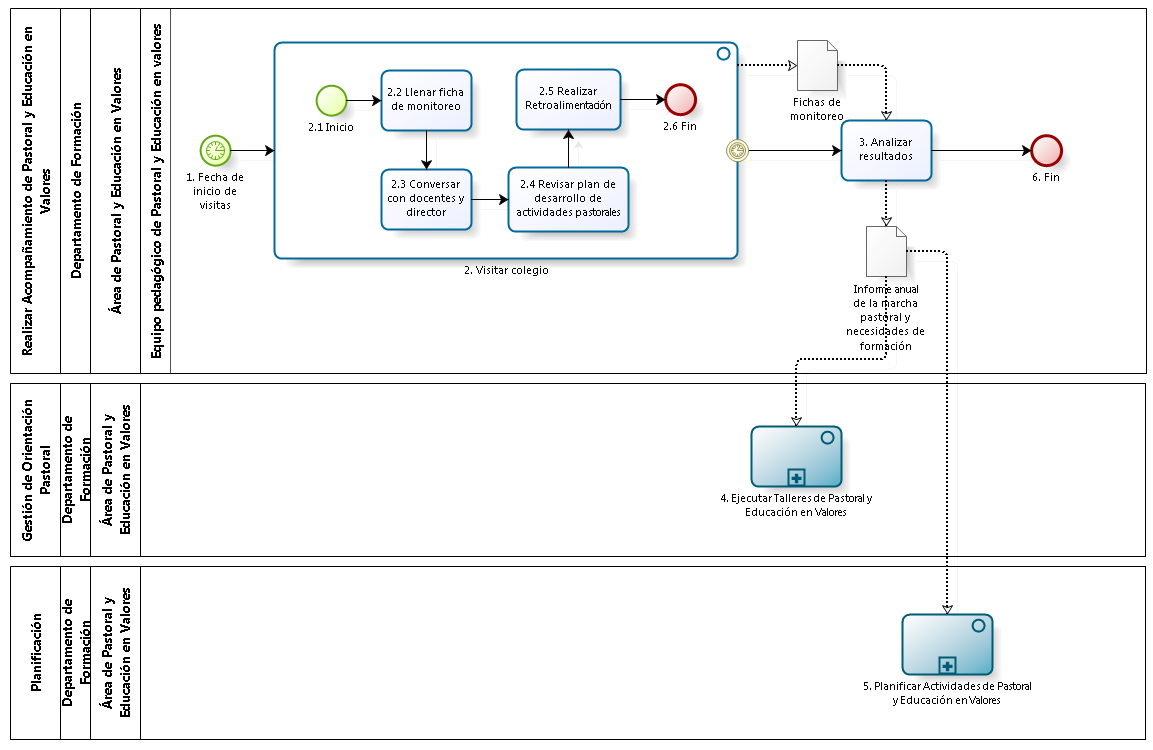 Realizar Acompañamiento de Pastoral y Educación en
Valores
Departamento de Formación
Área de Pastoral y Educación en Valores
Equipo pedagógico de Pastoral y Educación en valores
1. Fecha de
inicio de
visitas
2.1 Inicio
2.2 Llenar ficha
de monitoreo
2.3 Conversar
con docentes y
director
2.4 Revisar plan de
desarrollo de
actividades pastorales
2.5 Realizar
Retroalimentación
2.6 Fin
2. Visitar colegio
Fichas de
monitoreo
3. Analizar
resultados
6. Fin
Informe anual
de la marcha
pastoral y
necesidades de
formación
Gestión de Orientación
Pastoral
Departamento de
Formación
Área de Pastoral y
Educación en Valores
4. Ejecutar Talleres de Pastoral y
Educación en Valores
Planificación
Departamento de
Formación
Área de Pastoral y
Educación en Valores
5. Planificar Actividades de Pastoral
y Educación en Valores